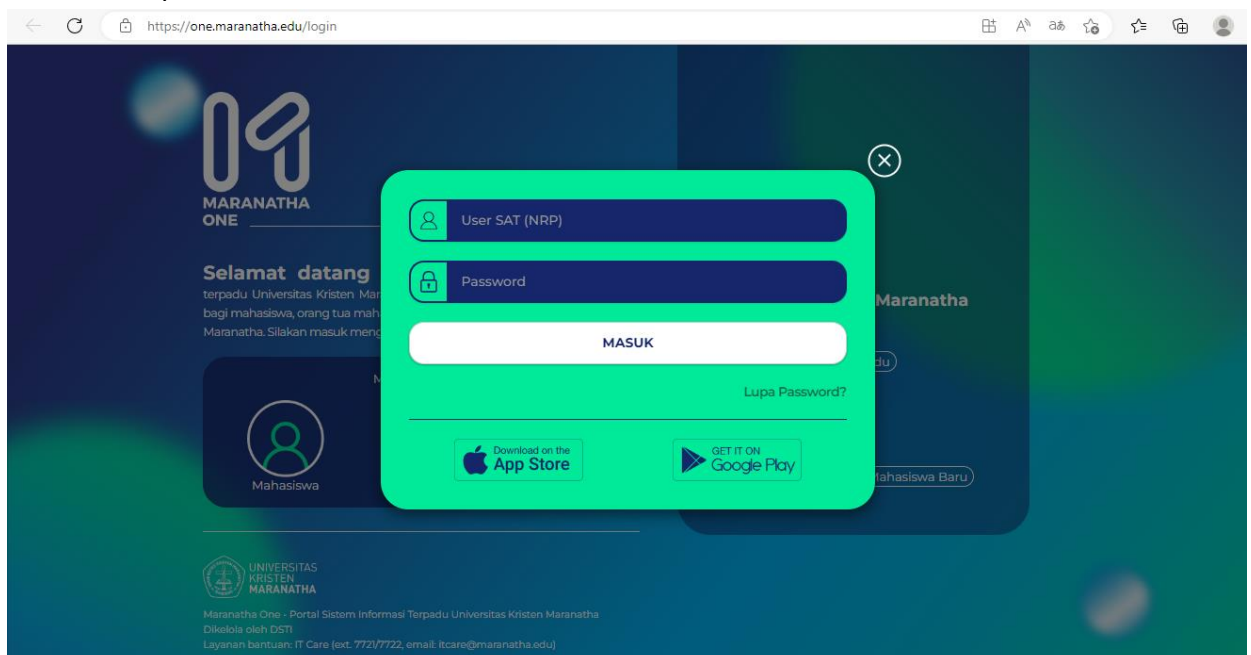 https://one.maranatha.edu/login
MARANATHA
ONE
Selamat datang
terpadu Universitas Kristen Mar
bagi mahasiswa, orang tua mah
Maranatha. Silakan masuk meng
M
Mahasiswa
User SAT (NRP)
Password
MASUK
Lupa Password?
Download on the
App Store
GET IT ON
Google Play
Maranatha
du
Mahasiswa Baru
UNIVERSITAS
KRISTEN
MARANATHA
Maranatha One - Portal Sistem Informasi Terpadu Universitas Kristen Maranatha
Dikelola oleh DSTI
Layanan bantuan: IT Care (ext. 7721/7722, email: itcare@maranatha.edu)